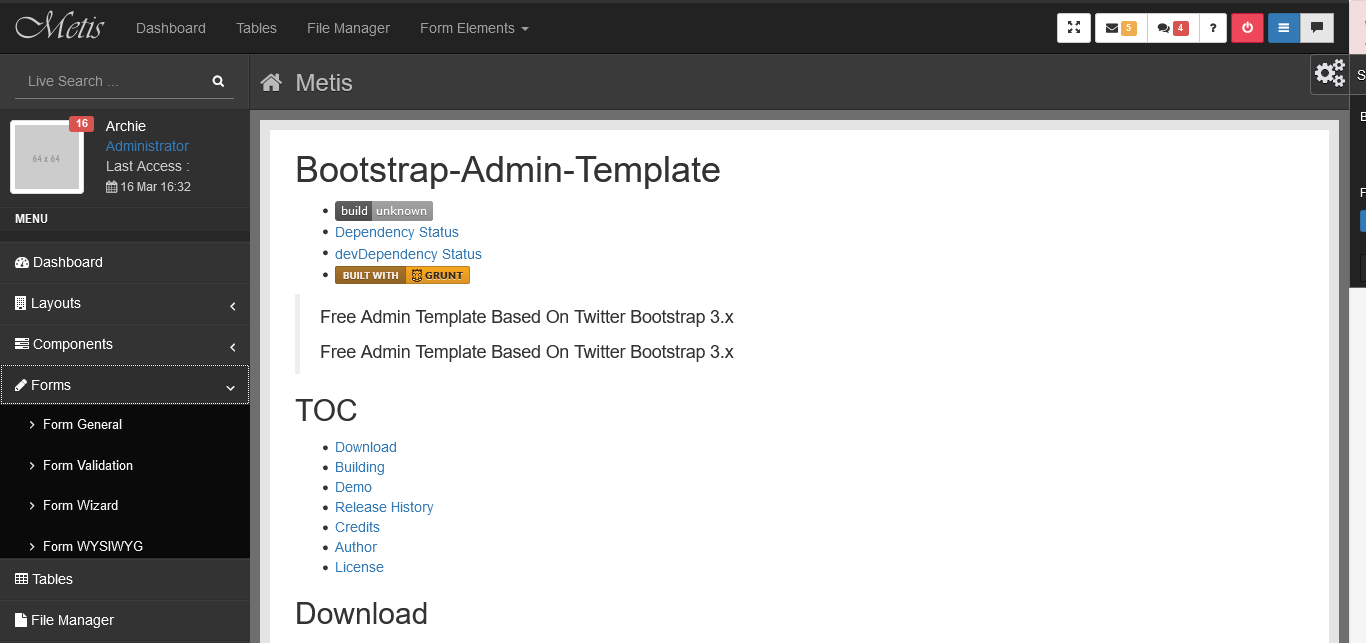 Metis
Dashboard
Tables
File Manager
Form Elements
5
4
?
Live Search ...
Metis
S
16
64 x 64
Archie
Administrator
Last Access :
16 Mar 16:32
MENU
Dashboard
Layouts
Components
Forms
Form General
Form Validation
Form Wizard
Form WYSIWYG
Tables
File Manager
Bootstrap-Admin-Template
build unknown
Dependency Status
devDependency Status
BUILT WITH GRUNT
Free Admin Template Based On Twitter Bootstrap 3.x
Free Admin Template Based On Twitter Bootstrap 3.x
TOC
Download
Building
Demo
Release History
Credits
Author
License
Download